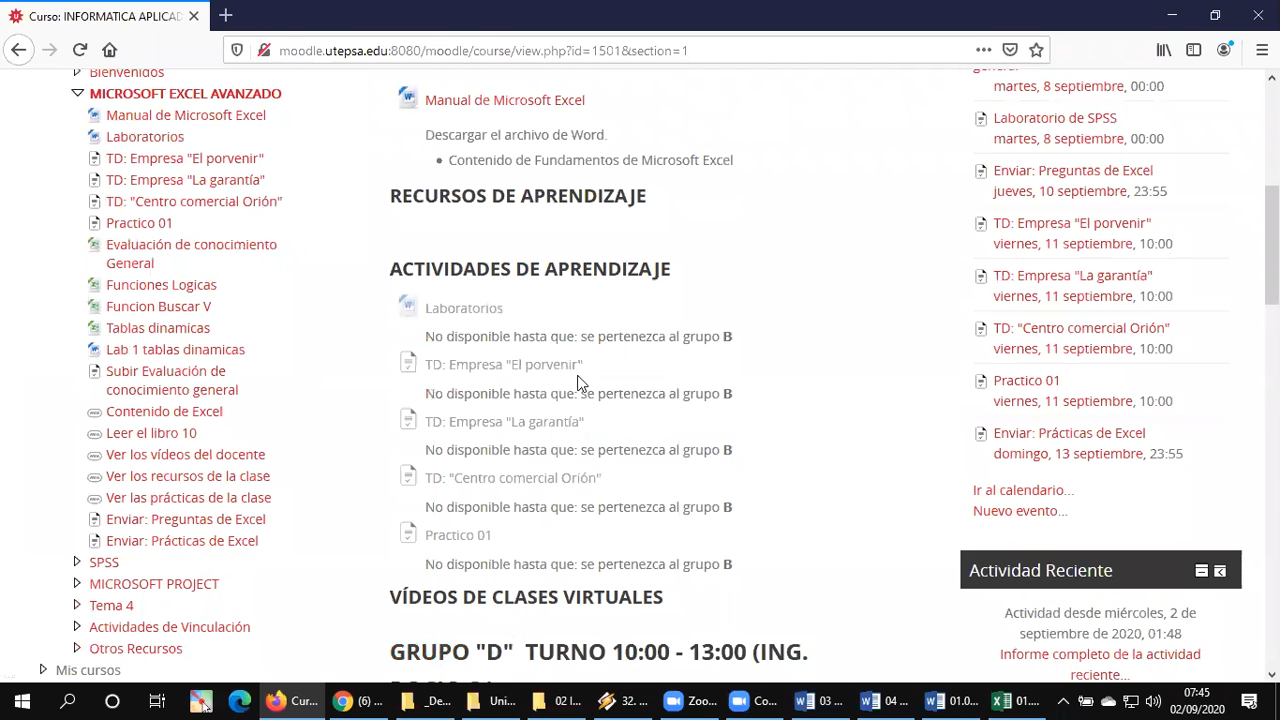 Curso: INFORMATICA APLICAD
moodle.utepsa.edu:8080/moodle/course/view.php?id=1501&section=1
Bienvenidos
MICROSOFT EXCEL AVANZADO
Manual de Microsoft Excel
Laboratorios
TD: Empresa "El porvenir"
TD: Empresa "La garantía"
TD: "Centro comercial Orión"
Practico 01
Evaluación de conocimiento
General
Funciones Logicas
Funcion Buscar V
Tablas dinamicas
Lab 1 tablas dinamicas
Subir Evaluación de
conocimiento general
Contenido de Excel
Leer el libro 10
Ver los vídeos del docente
Ver los recursos de la clase
Ver las prácticas de la clase
Enviar: Preguntas de Excel
Enviar: Prácticas de Excel
SPSS
MICROSOFT PROJECT
Tema 4
Actividades de Vinculación
Otros Recursos
Mis cursos
Manual de Microsoft Excel
Descargar el archivo de Word.
Contenido de Fundamentos de Microsoft Excel
RECURSOS DE APRENDIZAJE
ACTIVIDADES DE APRENDIZAJE
Laboratorios
No disponible hasta que: se pertenezca al grupo B
TD: Empresa "El porvenir"
No disponible hasta que: se pertenezca al grupo B
TD: Empresa "La garantía"
No disponible hasta que: se pertenezca al grupo B
TD: "Centro comercial Orión"
No disponible hasta que: se pertenezca al grupo B
Practico 01
No disponible hasta que: se pertenezca al grupo B
VÍDEOS DE CLASES VIRTUALES
GRUPO "D" TURNO 10:00 - 13:00 (ING.
general
martes, 8 septiembre, 00:00
Laboratorio de SPSS
martes, 8 septiembre, 00:00
Enviar: Preguntas de Excel
jueves, 10 septiembre, 23:55
TD: Empresa "El porvenir"
viernes, 11 septiembre, 10:00
TD: Empresa "La garantía"
viernes, 11 septiembre, 10:00
TD: "Centro comercial Orión"
viernes, 11 septiembre, 10:00
Practico 01
viernes, 11 septiembre, 10:00
Enviar: Prácticas de Excel
domingo, 13 septiembre, 23:55
Ir al calendario...
Nuevo evento...
Actividad Reciente
Actividad desde miércoles, 2 de
septiembre de 2020, 01:48
Informe completo de la actividad
reciente...
Cur... (6) ... _De... Uni... 02 I... 32. ... Zoo... Co... 03 ... 04 ... 01.0... 01....
07:45
02/09/2020